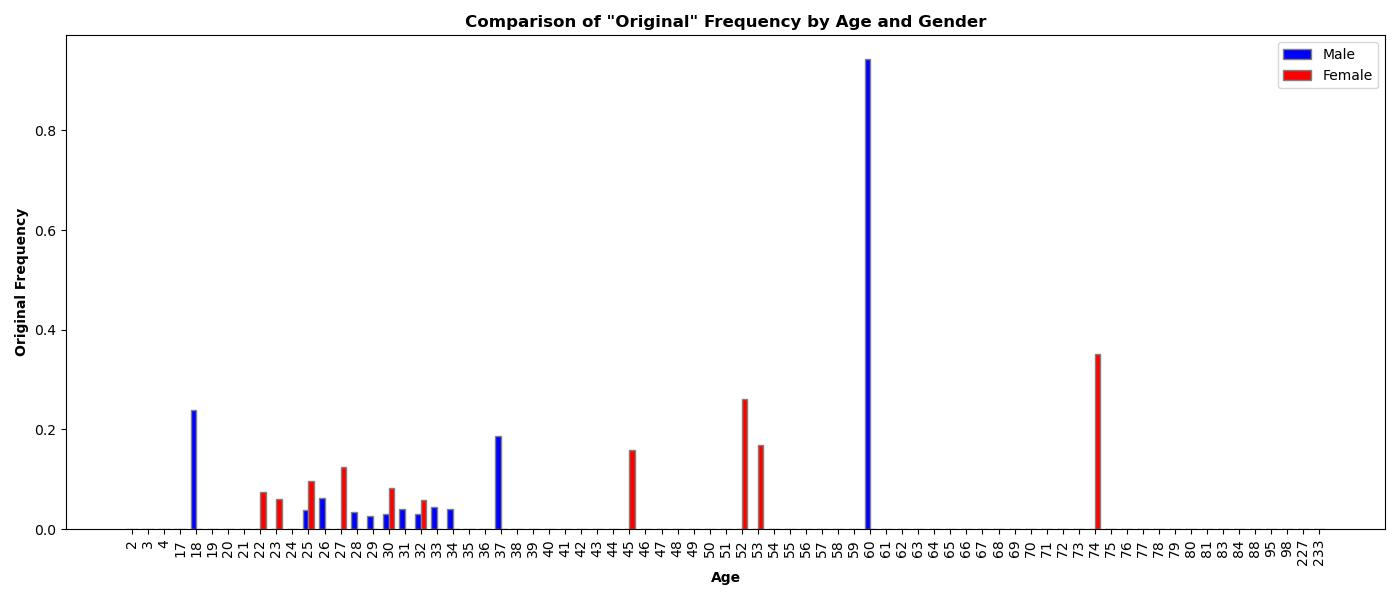 Comparison of "Original" Frequency by Age and Gender
Male
Female
Original Frequency
0.8
0.6
0.4
0.2
0.0
2 3 4 17 18 19 20 21 22 23 24 25 26 27 28 29 30 31 32 33 34 35 36 37 38 39 40 41 42 43 44 45 46 47 48 49 50 51 52 53 54 55 56 57 58 59 60 61 62 63 64 65 66 67 68 69 70 71 72 73 74 75 76 77 78 79 80 81 83 84 88 95 98 227 233
Age